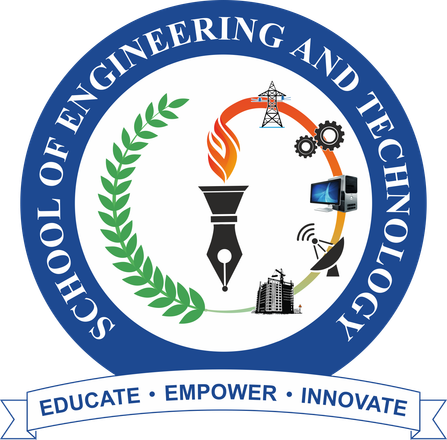 SCHOOL OF ENGINEERING AND TECHNOLOGY
EDUCATE • EMPOWER • INNOVATE